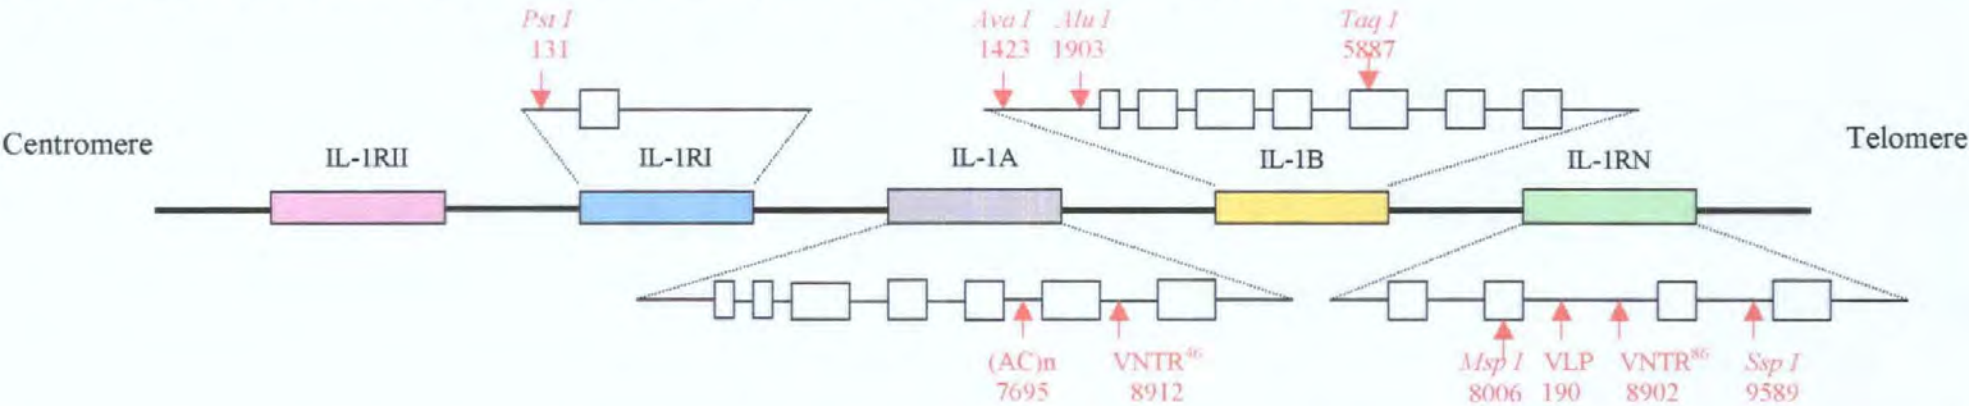 Pst I
131
Ava I
1423
Alu I
1903
Taq I
5887
Centromere
Telomere
IL-1RII
IL-1RI
IL-1A
IL-1B
IL-1RN
(AC)n
7695
VNTR⁴⁶
8912
Msp I
8006
VLP
190
VNTR⁸⁶
8902
Ssp I
9589